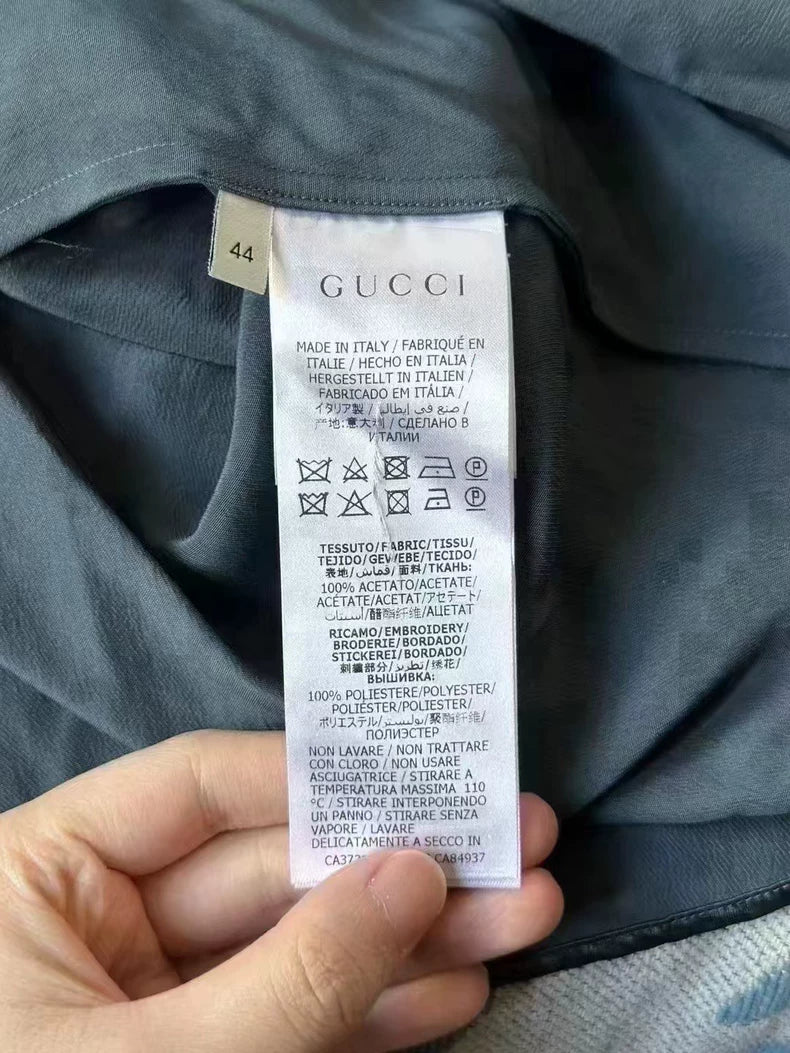 44
GUCCI
MADE IN ITALY / FABRIQUÉ EN
ITALIE / HECHO EN ITALIA /
HERGESTELLT IN ITALIEN /
FABRICADO EM ITÁLIA /
イタリア製 / صنع في إيطاليا /
产地:意大利 / СДЕЛАНО В
ИТАЛИИ
P
P
TESSUTO/FABRIC/TISSU/
TEJIDO/GEWEBE/TECIDO/
表地/قماش/面料/ТКАНЬ:
100% ACETATO/ACETATE/
ACÉTATE/ACETAT/アセテート/
أسيتات/醋酯纤维/АЦЕТАТ
RICAMO/EMBROIDERY/
BRODERIE/BORDADO/
STICKEREI/BORDADO/
刺繍部分/تطريز/绣花/
ВЫШИВКА:
100% POLIESTERE/POLYESTER/
POLIÉSTER/POLIESTER/
ポリエステル/بوليستر/聚酯纤维/
ПОЛИЭСТЕР
NON LAVARE / NON TRATTARE
CON CLORO / NON USARE
ASCIUGATRICE / STIRARE A
TEMPERATURA MASSIMA 110
°C / STIRARE INTERPONENDO
UN PANNO / STIRARE SENZA
VAPORE / LAVARE
DELICATAMENTE A SECCO IN
CA84937